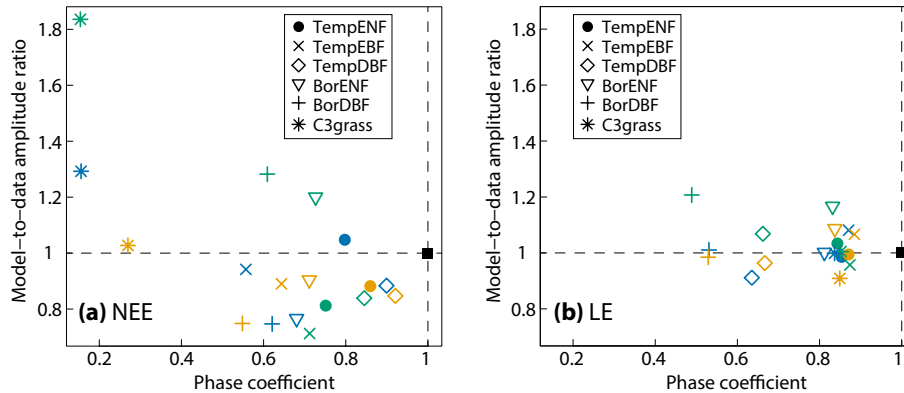 1.8
1.6
1.4
1.2
1
0.8
Model−to−data amplitude ratio
TempENF
TempEBF
TempDBF
BorENF
BorDBF
C3grass
(a) NEE
0.2 0.4 0.6 0.8 1
Phase coefficient
1.8
1.6
1.4
1.2
1
0.8
Model−to−data amplitude ratio
TempENF
TempEBF
TempDBF
BorENF
BorDBF
C3grass
(b) LE
0.2 0.4 0.6 0.8 1
Phase coefficient